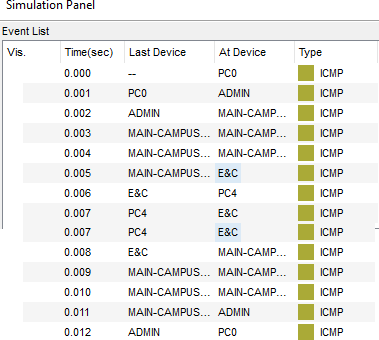 Simulation Panel
Event List
Vis. Time(sec) Last Device At Device Type
0.000 -- PC0 ICMP
0.001 PC0 ADMIN ICMP
0.002 ADMIN MAIN-CAMP... ICMP
0.003 MAIN-CAMPUS... MAIN-CAMP... ICMP
0.004 MAIN-CAMPUS... MAIN-CAMP... ICMP
0.005 MAIN-CAMPUS... E&C ICMP
0.006 E&C PC4 ICMP
0.007 PC4 E&C ICMP
0.007 PC4 E&C ICMP
0.008 E&C MAIN-CAMP... ICMP
0.009 MAIN-CAMPUS... MAIN-CAMP... ICMP
0.010 MAIN-CAMPUS... MAIN-CAMP... ICMP
0.011 MAIN-CAMPUS... ADMIN ICMP
0.012 ADMIN PC0 ICMP